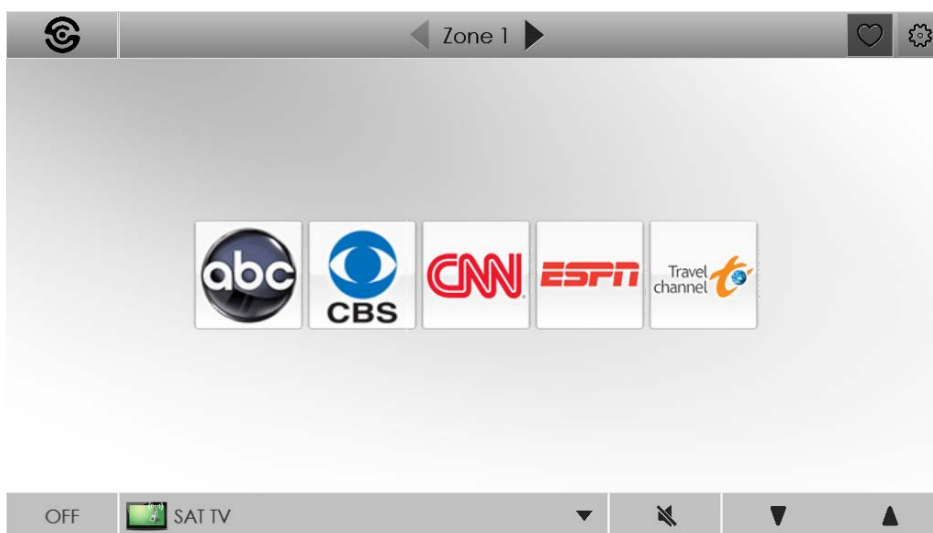 Zone 1
abc
CBS
CNN
ESPN
Travel
channel
OFF
SAT TV